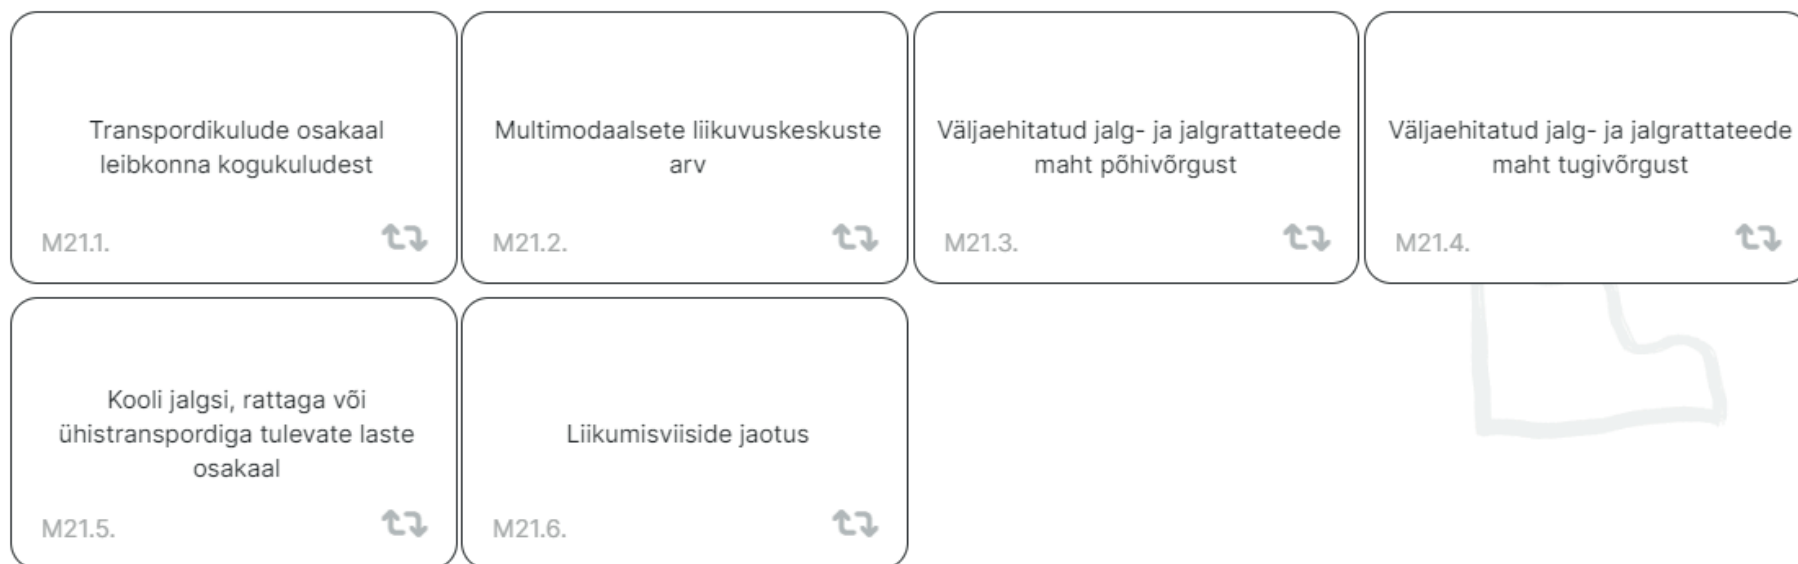 Transpordikulude osakaal
leibkonna kogukuludest
M21.1.
Multimodaalsete liikuvuskeskuste
arv
M21.2.
Väljaehitatud jalg- ja jalgrattateede
maht põhivõrgust
M21.3.
Väljaehitatud jalg- ja jalgrattateede
maht tugivõrgust
M21.4.
Kooli jalgsi, rattaga või
ühistranspordiga tulevate laste
osakaal
M21.5.
Liikumisviiside jaotus
M21.6.